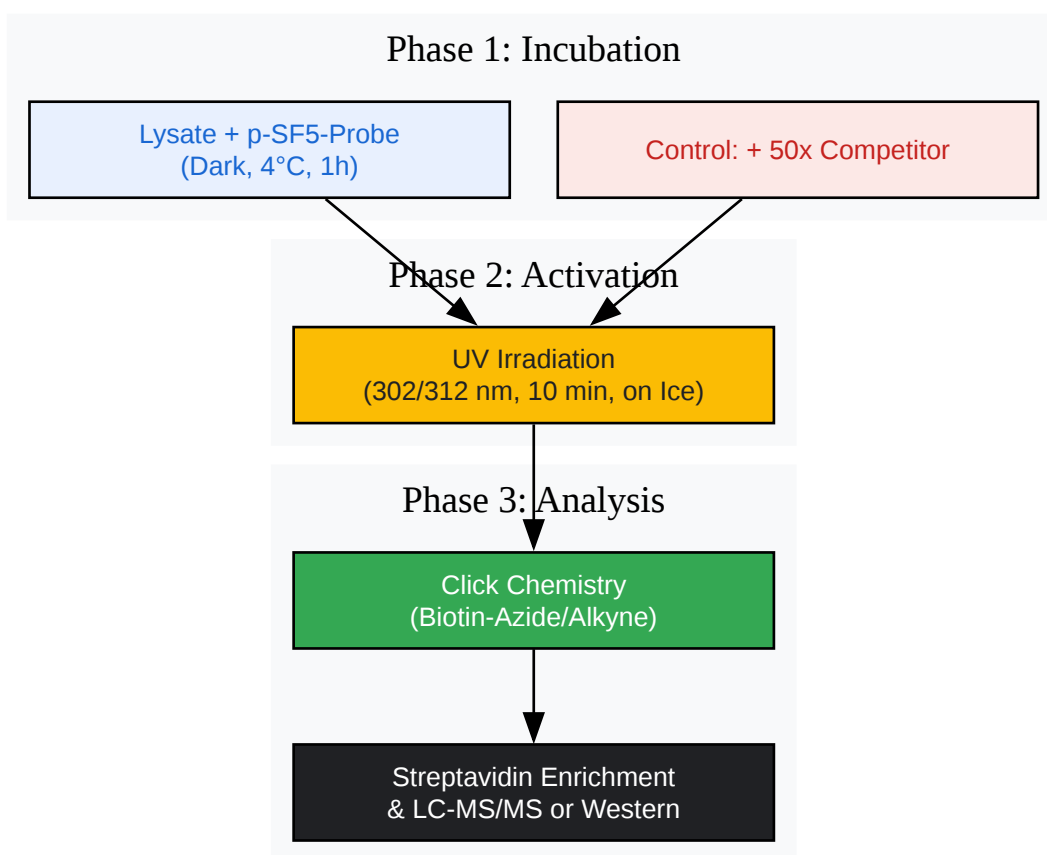 Phase 1: Incubation
Lysate + p-SF5-Probe
(Dark, 4°C, 1h)
Control: + 50x Competitor
Phase 2: Activation
UV Irradiation
(302/312 nm, 10 min, on Ice)
Phase 3: Analysis
Click Chemistry
(Biotin-Azide/Alkyne)
Streptavidin Enrichment
& LC-MS/MS or Western